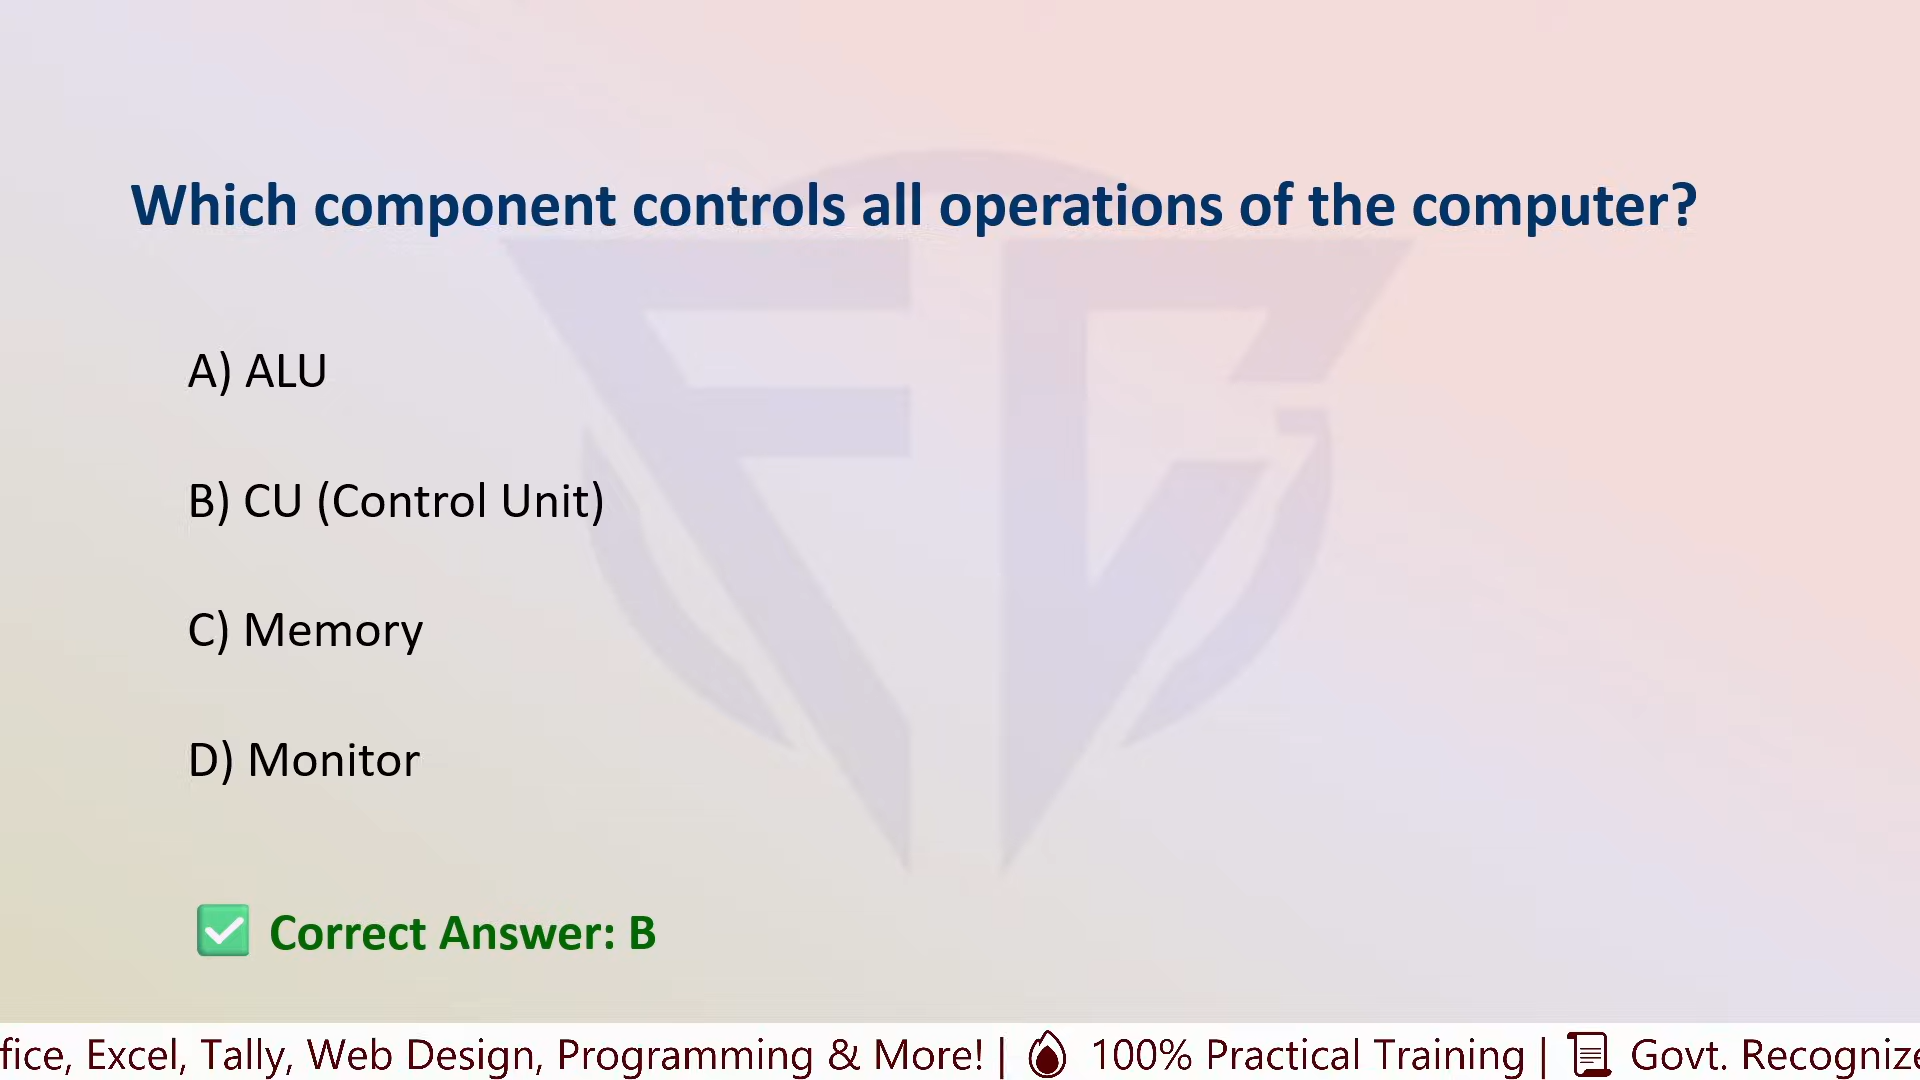 Which component controls all operations of the computer?
A) ALU
B) CU (Control Unit)
C) Memory
D) Monitor
✅ Correct Answer: B
fice, Excel, Tally, Web Design, Programming & More! | 100% Practical Training | Govt. Recognize